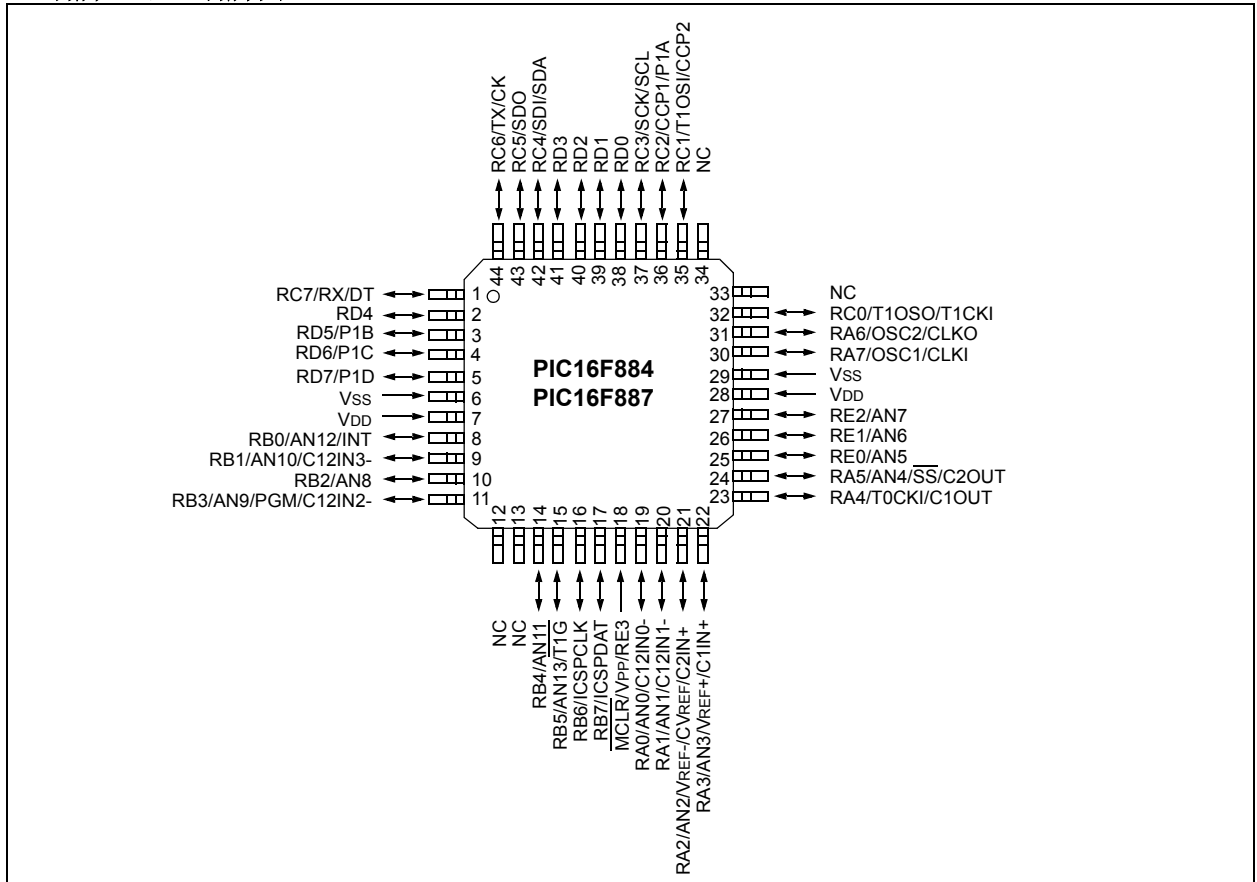 RC6/TX/CK
RC5/SDO
RC4/SDI/SDA
RD3
RD2
RD1
RD0
RC3/SCK/SCL
RC2/CCP1/P1A
RC1/T1OSI/CCP2
NC
44
43
42
41
40
39
38
37
36
35
34
RC7/RX/DT 1
RD4 2
RD5/P1B 3
RD6/P1C 4
RD7/P1D 5
VSS 6
VDD 7
RB0/AN12/INT 8
RB1/AN10/C12IN3- 9
RB2/AN8 10
RB3/AN9/PGM/C12IN2- 11
PIC16F884
PIC16F887
33 NC
32 RC0/T1OSO/T1CKI
31 RA6/OSC2/CLKO
30 RA7/OSC1/CLKI
29 VSS
28 VDD
27 RE2/AN7
26 RE1/AN6
25 RE0/AN5
24 RA5/AN4/SS/C2OUT
23 RA4/T0CKI/C1OUT
12
13
14
15
16
17
18
19
20
21
22
NC
NC
RB4/AN11
RB5/AN13/T1G
RB6/ICSPCLK
RB7/ICSPDAT
MCLR/VPP/RE3
RA0/AN0/C12IN0-
RA1/AN1/C12IN1-
RA2/AN2/VREF-/CVREF/C2IN+
RA3/AN3/VREF+/C1IN+